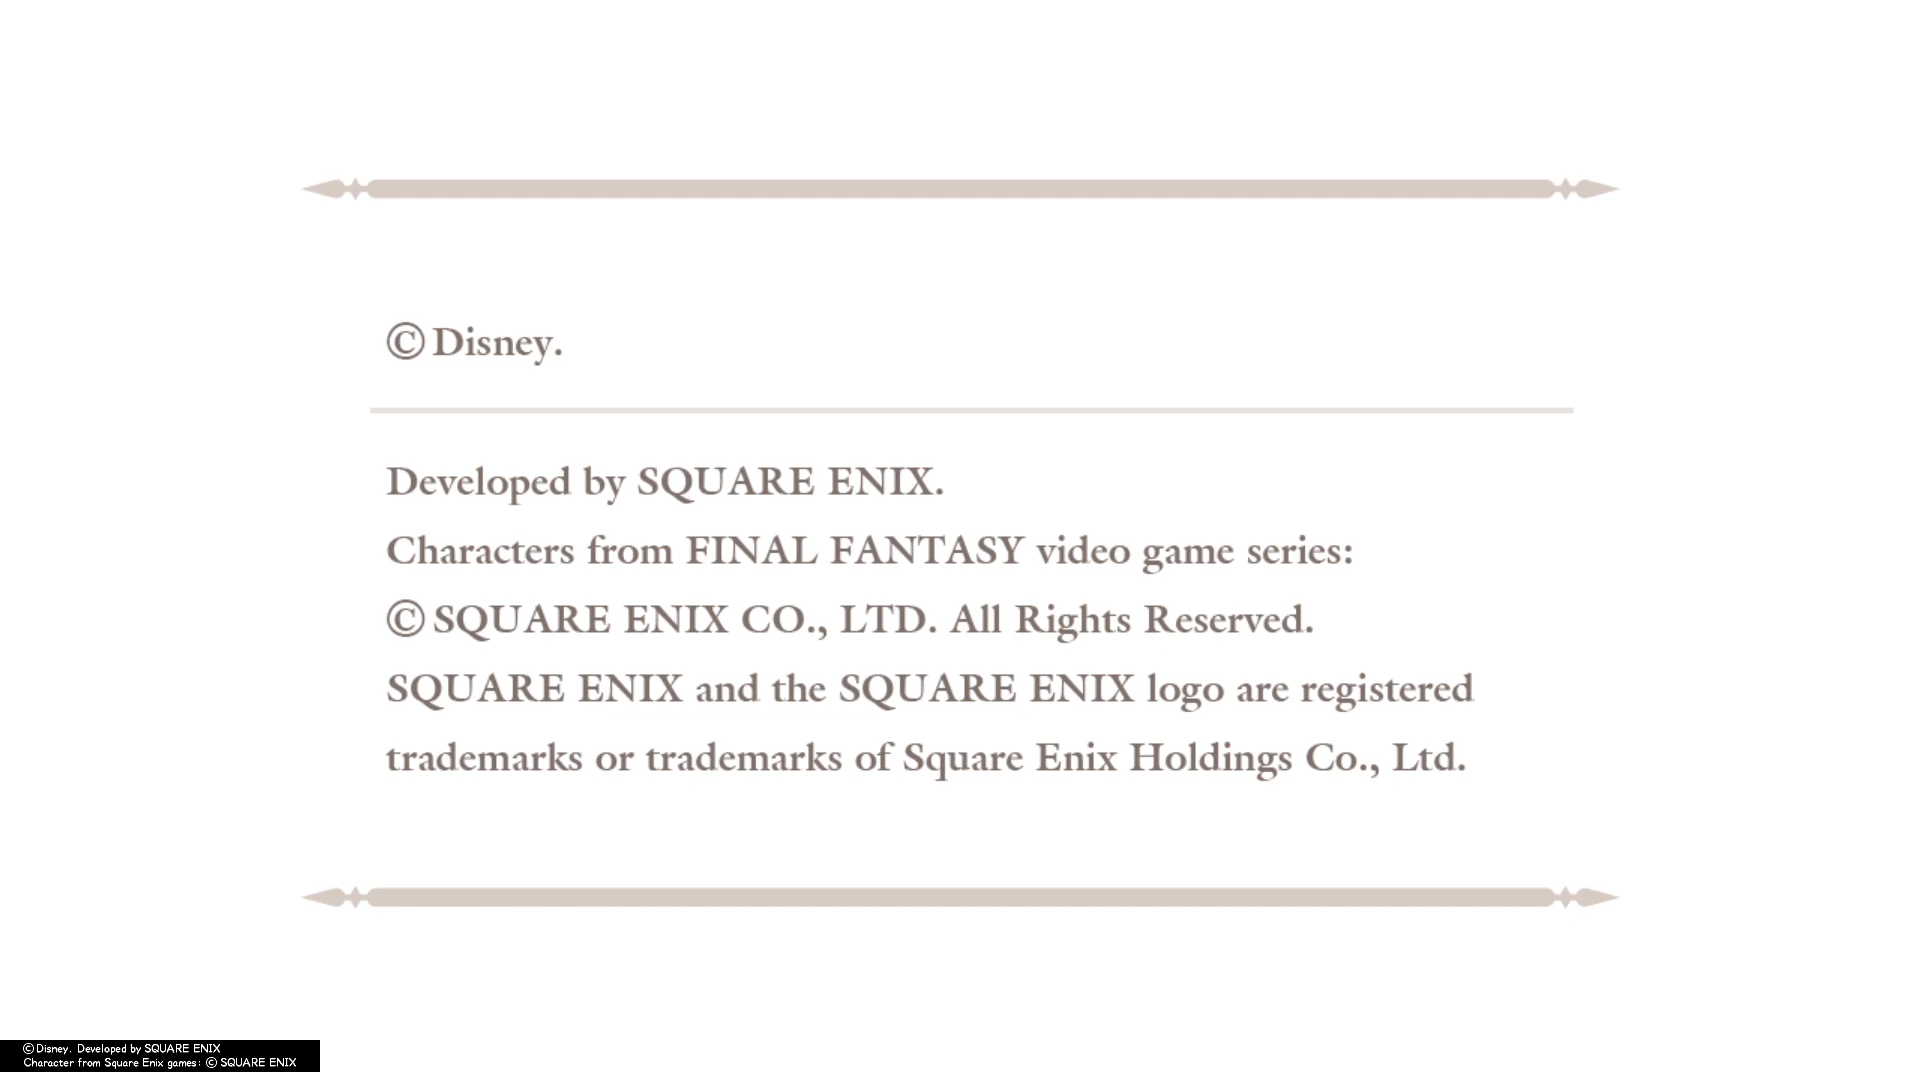 © Disney.
Developed by SQUARE ENIX.
Characters from FINAL FANTASY video game series:
© SQUARE ENIX CO., LTD. All Rights Reserved.
SQUARE ENIX and the SQUARE ENIX logo are registered
trademarks or trademarks of Square Enix Holdings Co., Ltd.
© Disney. Developed by SQUARE ENIX
Character from Square Enix games: © SQUARE ENIX